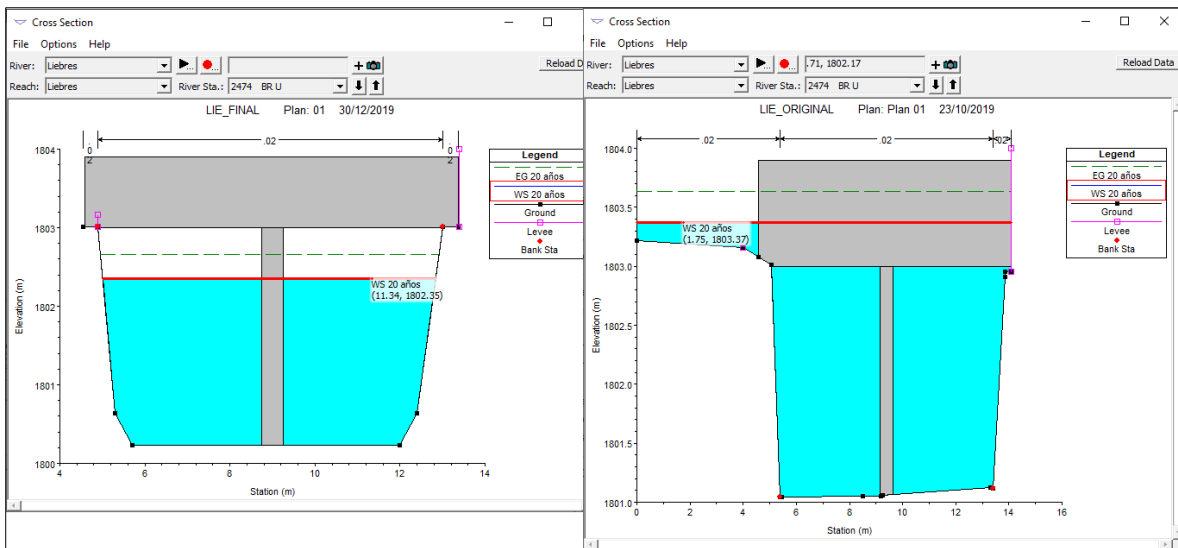 Cross Section
File Options Help
River: Liebres
Reach: Liebres River Sta.: 2474 BR U
Reload D
LIE_FINAL Plan: 01 30/12/2019
.02
.02
.02
1804
1803
1802
1801
1800
Elevation (m)
4 6 8 10 12 14
Station (m)
WS 20 años
(11.34, 1802.35)
Legend
EG 20 años
WS 20 años
Ground
Levee
Bank Sta
Cross Section
File Options Help
River: Liebres .71, 1802.17
Reload Data
Reach: Liebres River Sta.: 2474 BR U
LIE_ORIGINAL Plan: Plan 01 23/10/2019
.02
.02
.02
1804.0
1803.5
1803.0
1802.5
1802.0
1801.5
1801.0
Elevation (m)
0 2 4 6 8 10 12 14 16
Station (m)
WS 20 años
(1.75, 1803.37)
Legend
EG 20 años
WS 20 años
Ground
Levee
Bank Sta